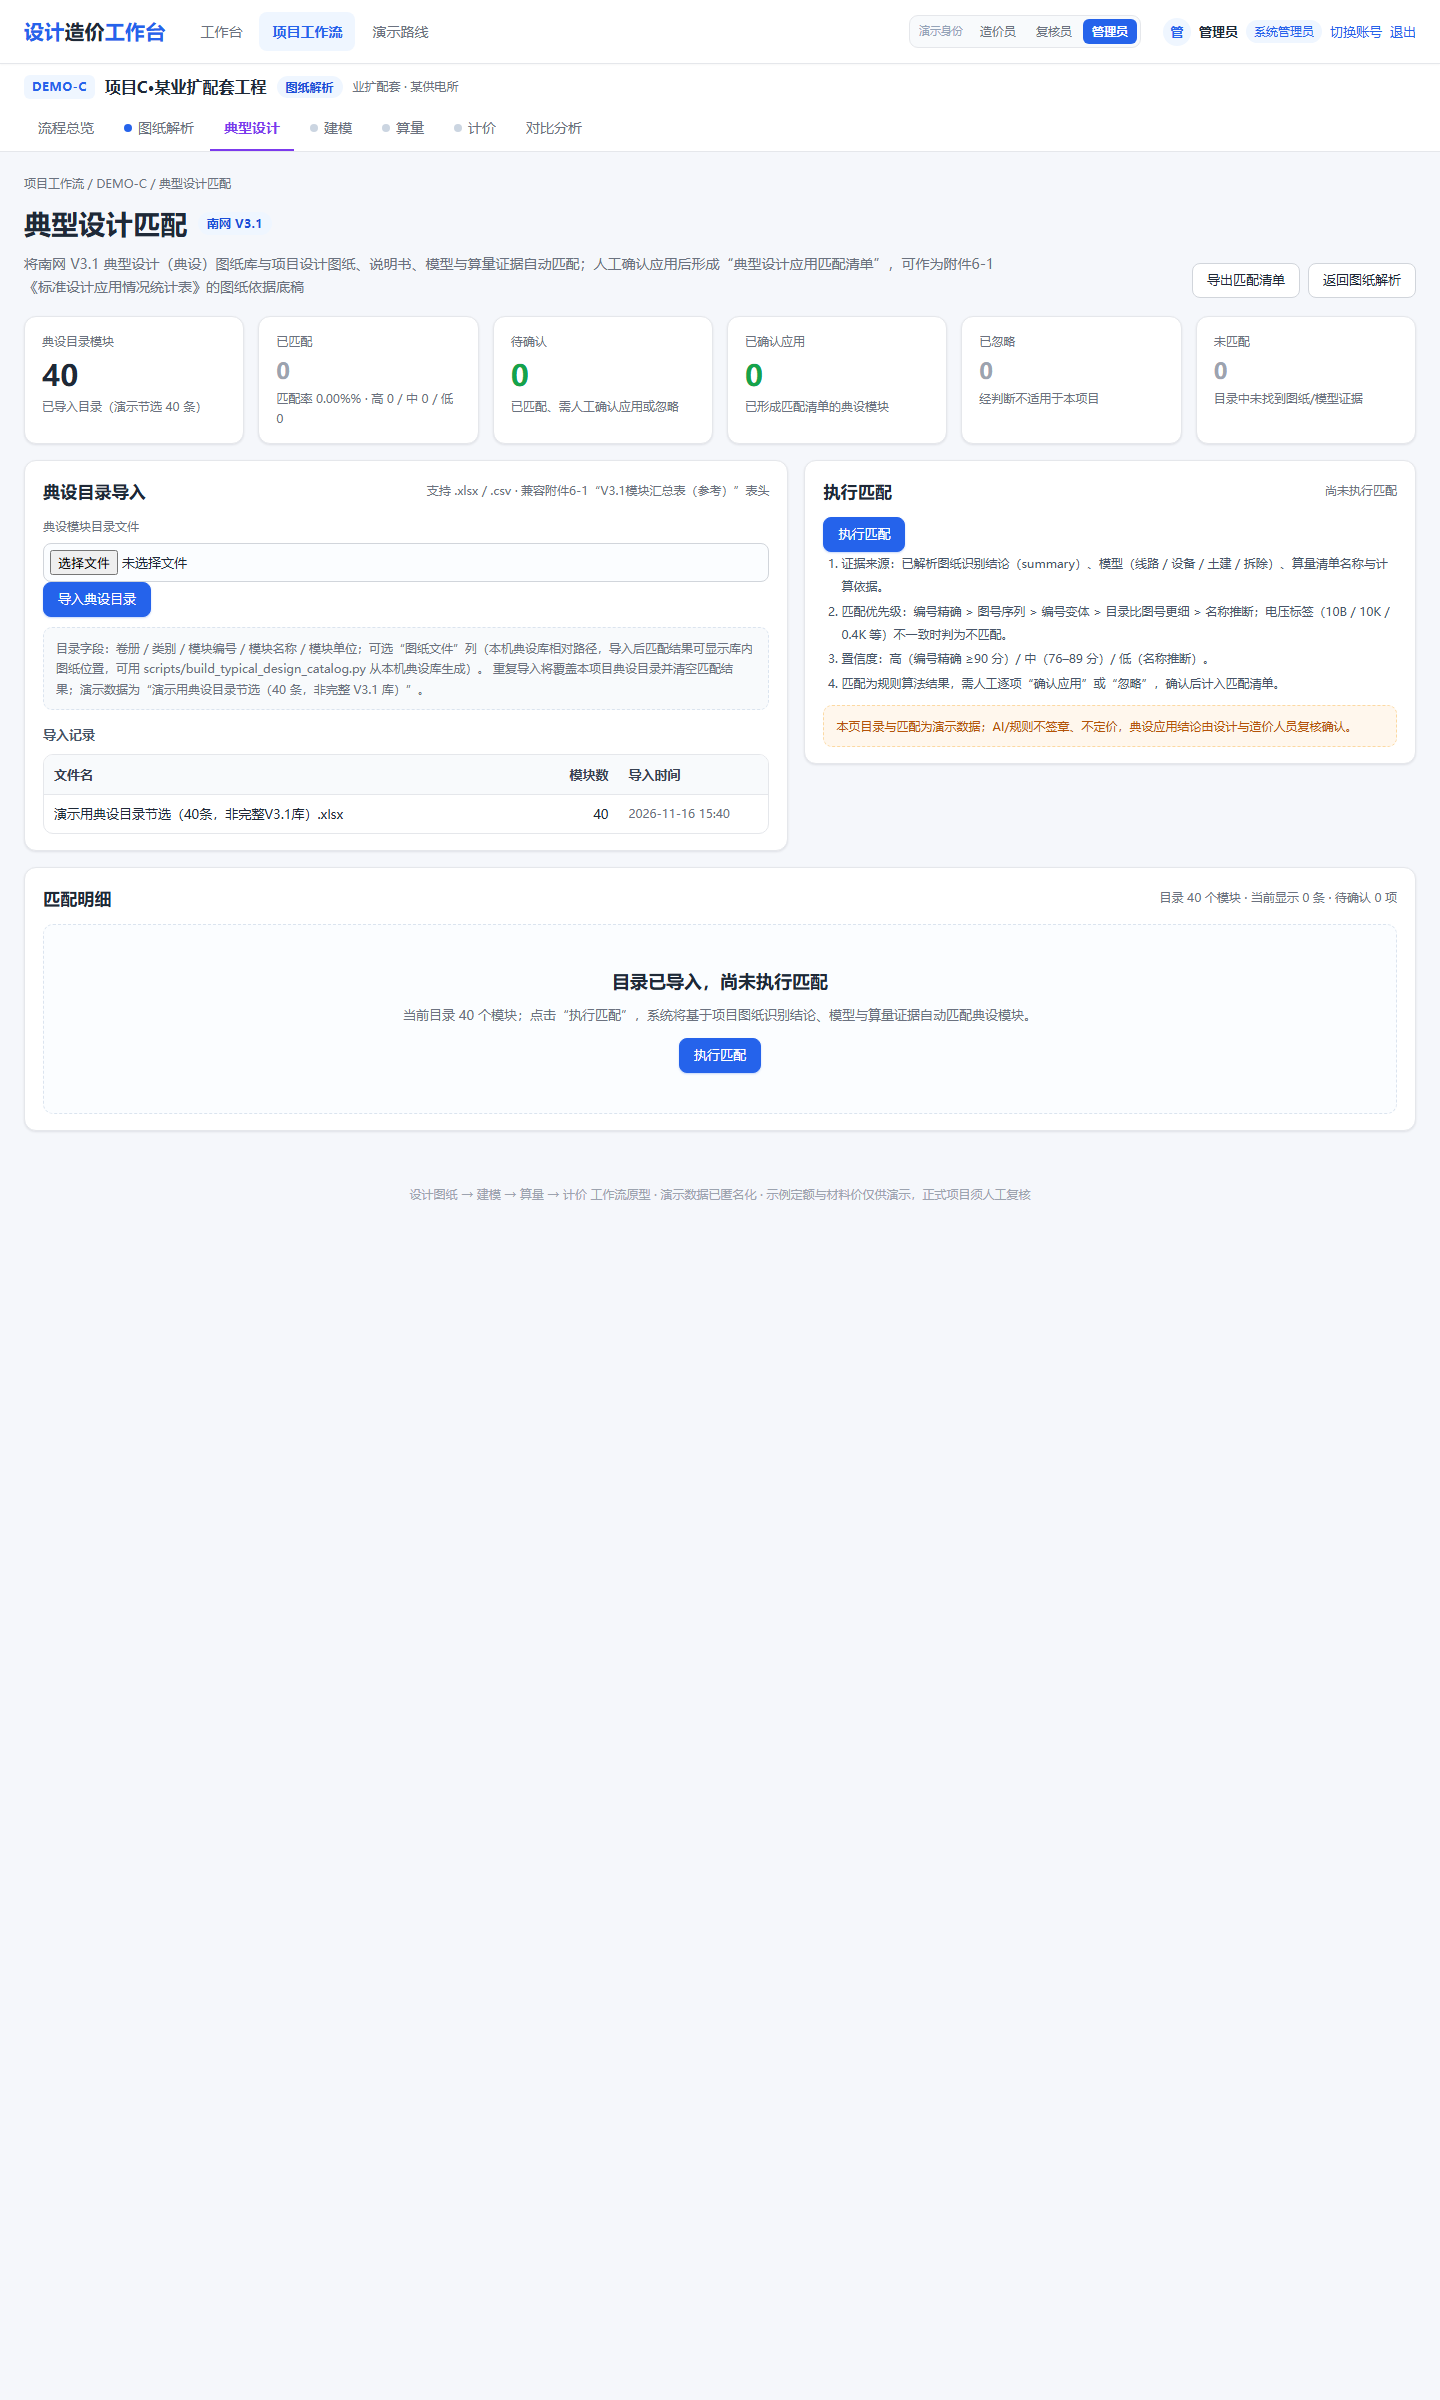 设计造价工作台
工作台
项目工作流
演示路线
演示身份
造价员
复核员
管理员
管
管理员
系统管理员
切换账号
退出
DEMO-C
项目C·某业扩配套工程
图纸解析
业扩配套 · 某供电所
流程总览
图纸解析
典型设计
建模
算量
计价
对比分析
项目工作流 / DEMO-C / 典型设计匹配
典型设计匹配
南网 V3.1
将南网 V3.1 典型设计（典设）图纸库与项目设计图纸、说明书、模型与算量证据自动匹配；人工确认应用后形成“典型设计应用匹配清单”，可作为附件6-1
《标准设计应用情况统计表》的图纸依据底稿
导出匹配清单
返回图纸解析
典设目录模块
40
已导入目录（演示节选 40 条）
已匹配
0
匹配率 0.00%% · 高 0 / 中 0 / 低
0
待确认
0
已匹配、需人工确认应用或忽略
已确认应用
0
已形成匹配清单的典设模块
已忽略
0
经判断不适用于本项目
未匹配
0
目录中未找到图纸/模型证据
典设目录导入
支持 .xlsx / .csv · 兼容附件6-1“V3.1模块汇总表（参考）”表头
典设模块目录文件
选择文件 未选择文件
导入典设目录
目录字段：卷册 / 类别 / 模块编号 / 模块名称 / 模块单位；可选“图纸文件”列（本机典设库相对路径，导入后匹配结果可显示库内
图纸位置，可用 scripts/build_typical_design_catalog.py 从本机典设库生成）。 重复导入将覆盖本项目典设目录并清空匹配结
果；演示数据为“演示用典设目录节选（40 条，非完整 V3.1 库）”。
导入记录
文件名
模块数
导入时间
演示用典设目录节选（40条，非完整V3.1库）.xlsx
40
2026-11-16 15:40
执行匹配
尚未执行匹配
执行匹配
1. 证据来源：已解析图纸识别结论（summary）、模型（线路 / 设备 / 土建 / 拆除）、算量清单名称与计
算依据。
2. 匹配优先级：编号精确 > 图号序列 > 编号变体 > 目录比图号更细 > 名称推断；电压标签（10B / 10K /
0.4K 等）不一致时判为不匹配。
3. 置信度：高（编号精确 ≥90 分）/ 中（76–89 分）/ 低（名称推断）。
4. 匹配为规则算法结果，需人工逐项“确认应用”或“忽略”，确认后计入匹配清单。
本页目录与匹配为演示数据；AI/规则不签章、不定价，典设应用结论由设计与造价人员复核确认。
匹配明细
目录 40 个模块 · 当前显示 0 条 · 待确认 0 项
目录已导入，尚未执行匹配
当前目录 40 个模块；点击“执行匹配”，系统将基于项目图纸识别结论、模型与算量证据自动匹配典设模块。
执行匹配
设计图纸 → 建模 → 算量 → 计价 工作流原型 · 演示数据已匿名化 · 示例定额与材料价仅供演示，正式项目须人工复核